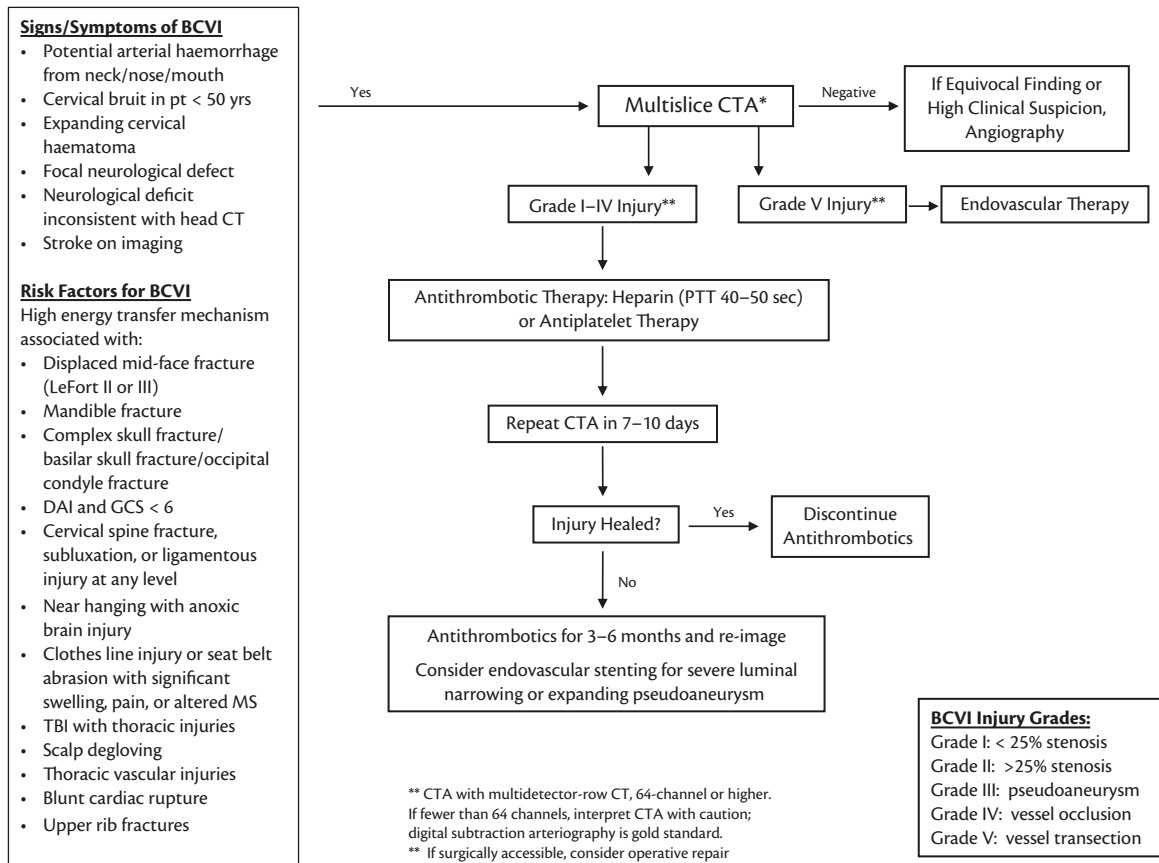 Signs/Symptoms of BCVI
• Potential arterial haemorrhage
from neck/nose/mouth
• Cervical bruit in pt < 50 yrs
• Expanding cervical
haematoma
• Focal neurological defect
• Neurological deficit
inconsistent with head CT
• Stroke on imaging
Risk Factors for BCVI
High energy transfer mechanism
associated with:
• Displaced mid-face fracture
(LeFort II or III)
• Mandible fracture
• Complex skull fracture/
basilar skull fracture/occipital
condyle fracture
• DAI and GCS < 6
• Cervical spine fracture,
subluxation, or ligamentous
injury at any level
• Near hanging with anoxic
brain injury
• Clothes line injury or seat belt
abrasion with significant
swelling, pain, or altered MS
• TBI with thoracic injuries
• Scalp degloving
• Thoracic vascular injuries
• Blunt cardiac rupture
• Upper rib fractures
Yes
Multislice CTA*
Negative
If Equivocal Finding or
High Clinical Suspicion,
Angiography
Grade I–IV Injury**
Grade V Injury**
Endovascular Therapy
Antithrombotic Therapy: Heparin (PTT 40–50 sec)
or Antiplatelet Therapy
Repeat CTA in 7–10 days
Injury Healed?
Yes
Discontinue
Antithrombotics
No
Antithrombotics for 3–6 months and re-image
Consider endovascular stenting for severe luminal
narrowing or expanding pseudoaneurysm
** CTA with multidetector-row CT, 64-channel or higher.
If fewer than 64 channels, interpret CTA with caution;
digital subtraction arteriography is gold standard.
** If surgically accessible, consider operative repair
BCVI Injury Grades:
Grade I: < 25% stenosis
Grade II: >25% stenosis
Grade III: pseudoaneurysm
Grade IV: vessel occlusion
Grade V: vessel transection